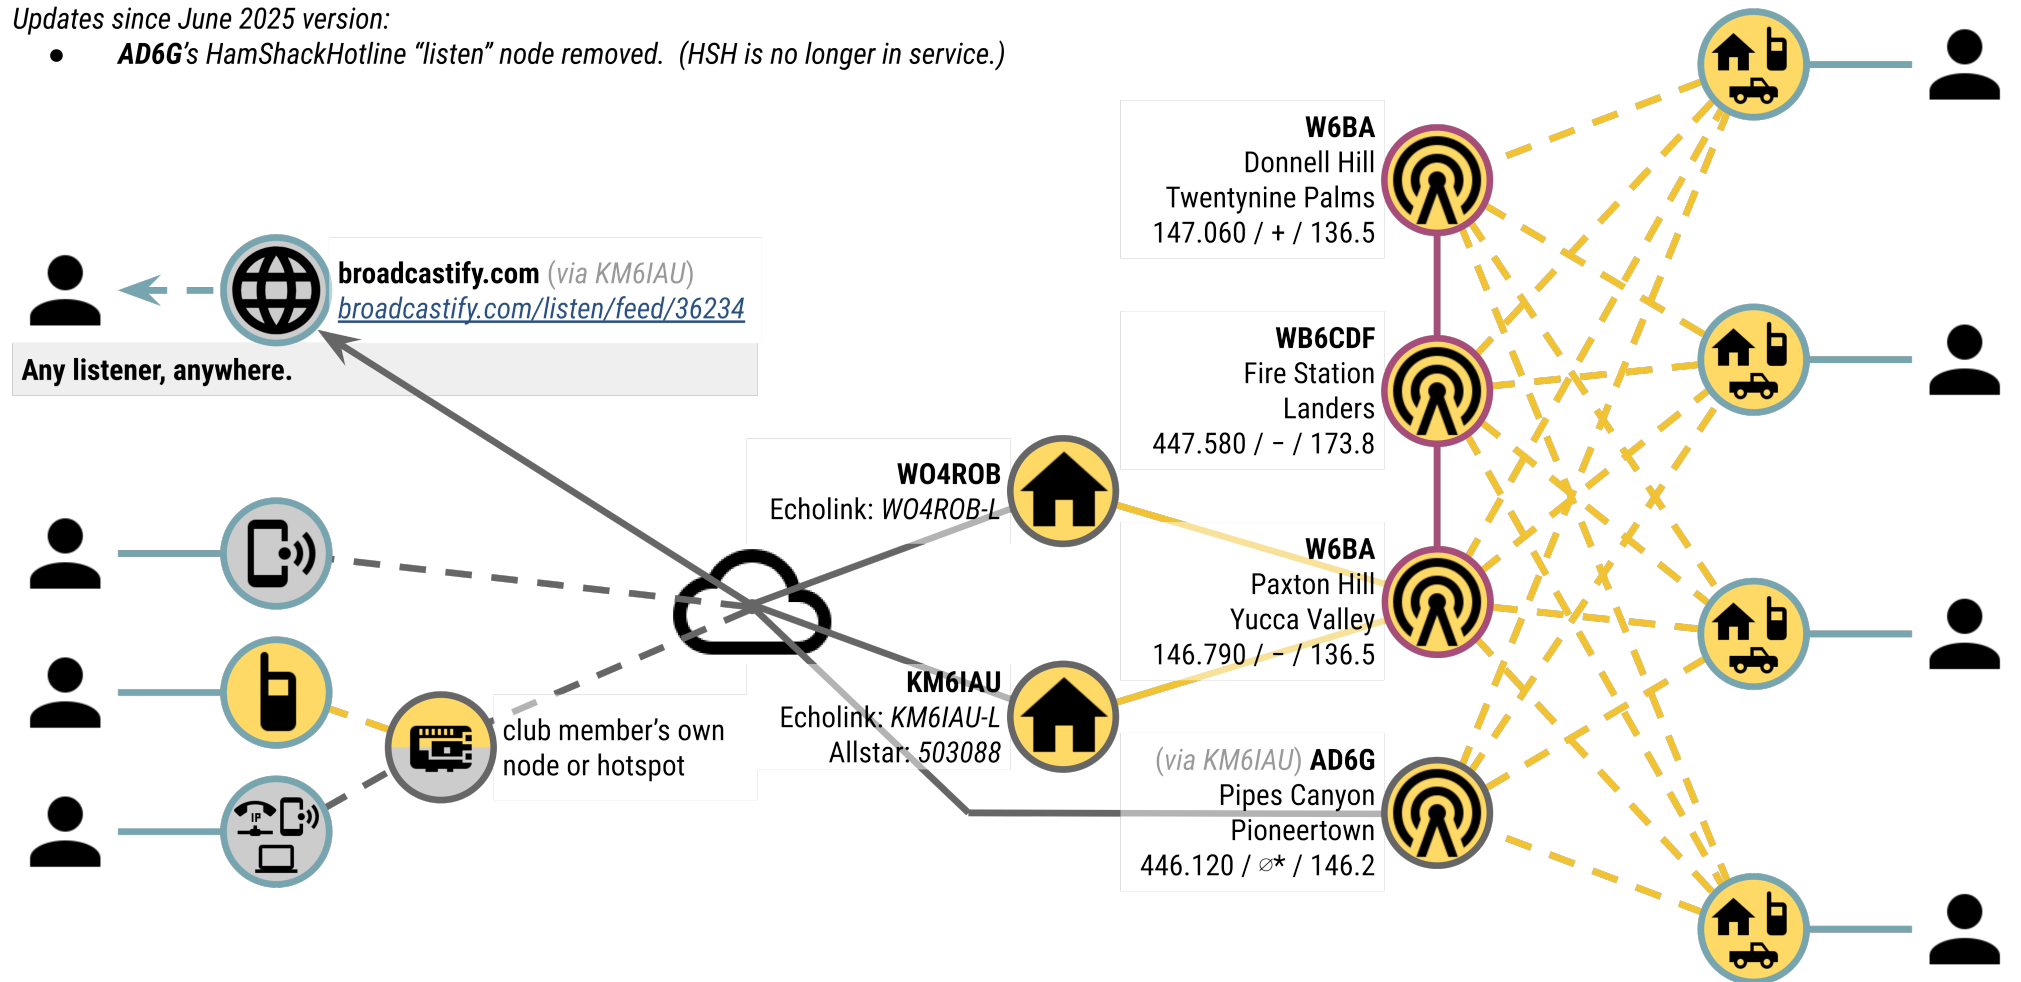 Updates since June 2025 version:
● AD6G's HamShackHotline “listen” node removed. (HSH is no longer in service.)
W6BA
Donnell Hill
Twentynine Palms
147.060 / + / 136.5
broadcastify.com (via KM6IAU)
broadcastify.com/listen/feed/36234
Any listener, anywhere.
WB6CDF
Fire Station
Landers
447.580 / − / 173.8
WO4ROB
Echolink: WO4ROB-L
W6BA
Paxton Hill
Yucca Valley
146.790 / − / 136.5
KM6IAU
Echolink: KM6IAU-L
Allstar: 503088
club member’s own
node or hotspot
(via KM6IAU) AD6G
Pipes Canyon
Pioneertown
446.120 / ∅* / 146.2
IP